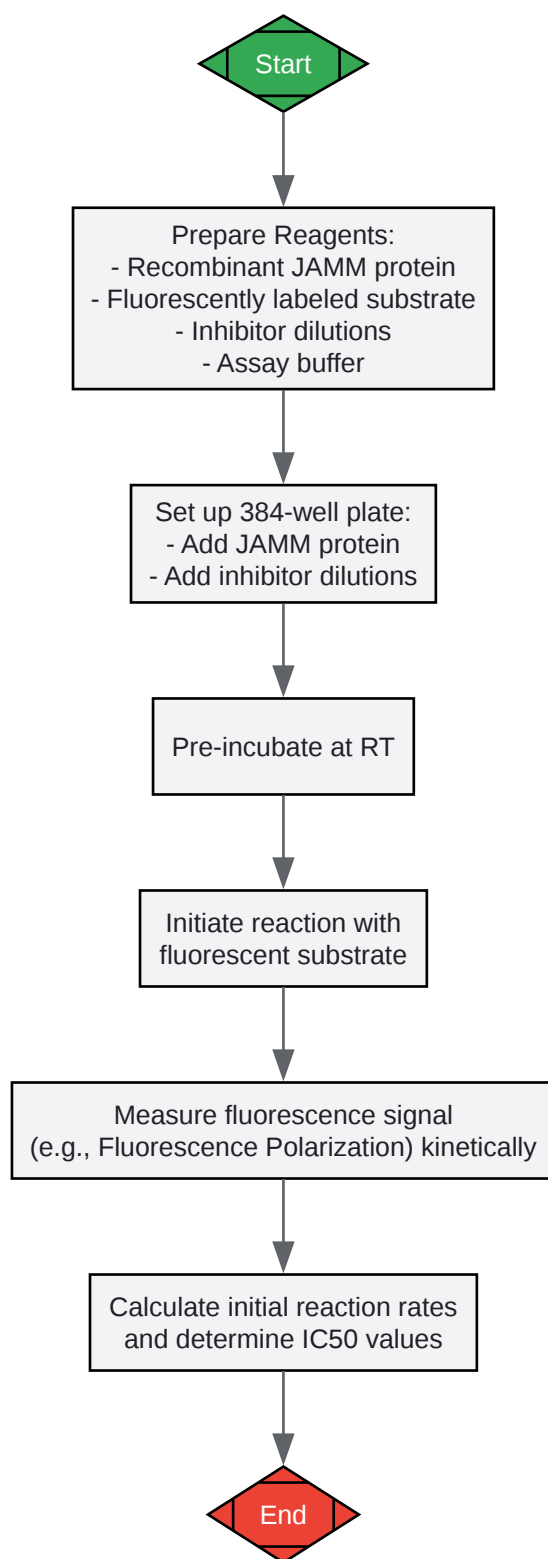 Start
Prepare Reagents:
- Recombinant JAMM protein
- Fluorescently labeled substrate
- Inhibitor dilutions
- Assay buffer
Set up 384-well plate:
- Add JAMM protein
- Add inhibitor dilutions
Pre-incubate at RT
Initiate reaction with
fluorescent substrate
Measure fluorescence signal
(e.g., Fluorescence Polarization) kinetically
Calculate initial reaction rates
and determine IC50 values
End